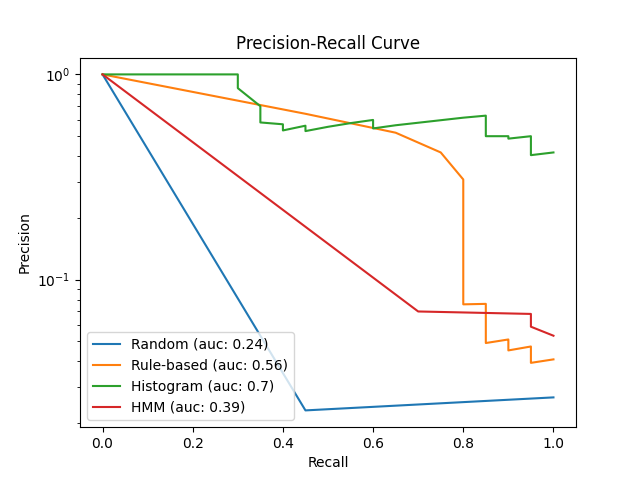 Precision-Recall Curve
Precision
10⁰
10⁻¹
Random (auc: 0.24)
Rule-based (auc: 0.56)
Histogram (auc: 0.7)
HMM (auc: 0.39)
0.0 0.2 0.4 0.6 0.8 1.0
Recall